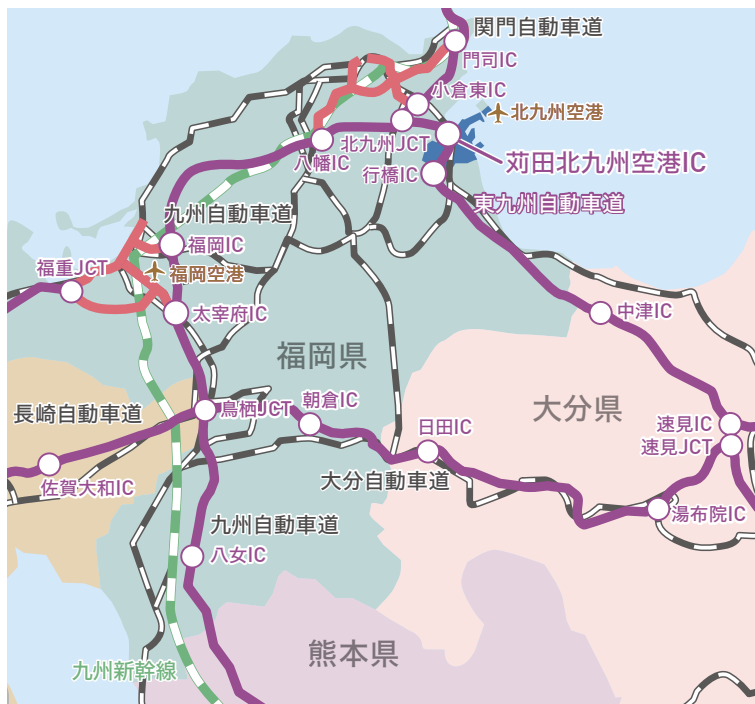 関門自動車道
門司IC
小倉東IC
北九州空港
北九州JCT
八幡IC
苅田北九州空港IC
行橋IC
東九州自動車道
九州自動車道
福岡IC
福重JCT
福岡空港
太宰府IC
中津IC
福岡県
大分県
長崎自動車道
鳥栖JCT
朝倉IC
日田IC
速見IC
速見JCT
佐賀大和IC
大分自動車道
湯布院IC
九州自動車道
八女IC
熊本県
九州新幹線